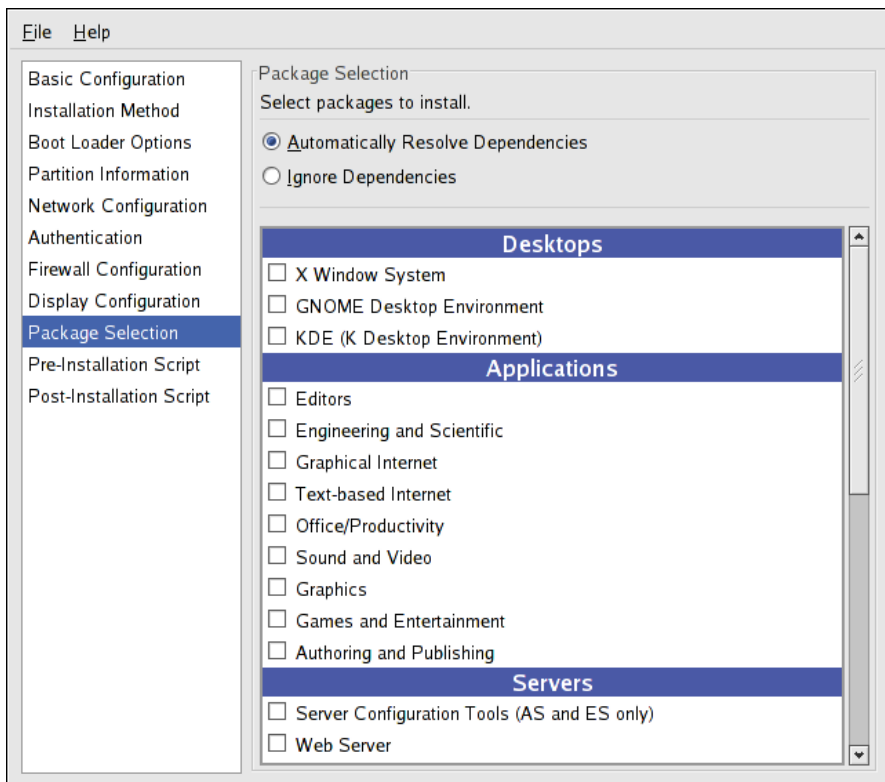 File Help
Basic Configuration
Installation Method
Boot Loader Options
Partition Information
Network Configuration
Authentication
Firewall Configuration
Display Configuration
Package Selection
Pre-Installation Script
Post-Installation Script
Package Selection
Select packages to install.
Automatically Resolve Dependencies
Ignore Dependencies
Desktops
X Window System
GNOME Desktop Environment
KDE (K Desktop Environment)
Applications
Editors
Engineering and Scientific
Graphical Internet
Text-based Internet
Office/Productivity
Sound and Video
Graphics
Games and Entertainment
Authoring and Publishing
Servers
Server Configuration Tools (AS and ES only)
Web Server